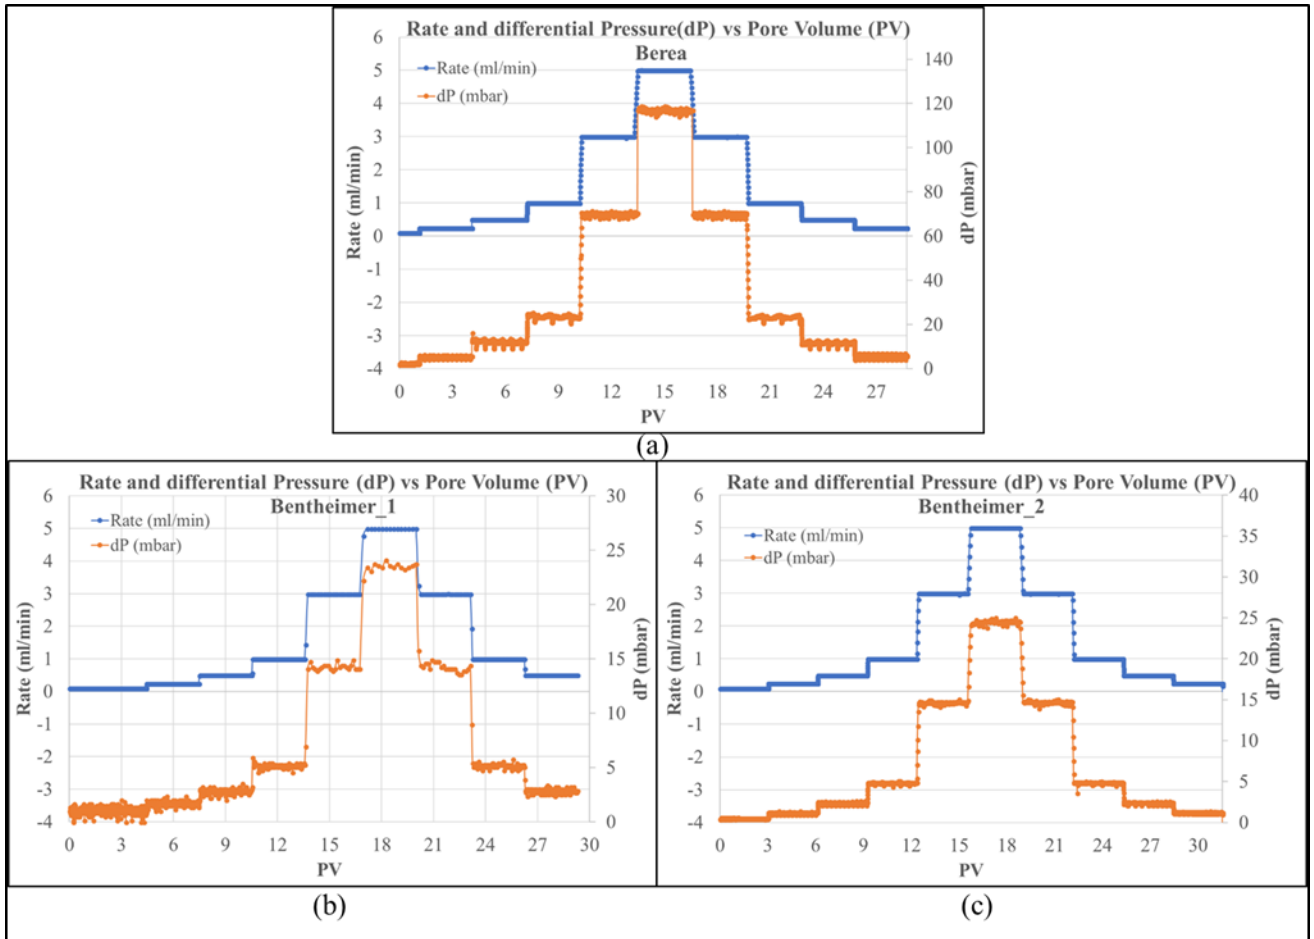 Rate and differential Pressure(dP) vs Pore Volume (PV)
Berea
Rate (ml/min)
dP (mbar)
6
5
4
3
2
1
0
-1
-2
-3
-4
Rate (ml/min)
140
120
100
80
60
40
20
0
dP (mbar)
0 3 6 9 12 15 18 21 24 27
PV
(a)
Rate and differential Pressure (dP) vs Pore Volume (PV)
Bentheimer_1
Rate (ml/min)
dP (mbar)
6
5
4
3
2
1
0
-1
-2
-3
-4
Rate (ml/min)
30
25
20
15
10
5
0
dP (mbar)
0 3 6 9 12 15 18 21 24 27 30
PV
(b)
Rate and differential Pressure (dP) vs Pore Volume (PV)
Bentheimer_2
Rate (ml/min)
dP (mbar)
6
5
4
3
2
1
0
-1
-2
-3
-4
Rate (ml/min)
40
35
30
25
20
15
10
5
0
dP (mbar)
0 3 6 9 12 15 18 21 24 27 30
PV
(c)